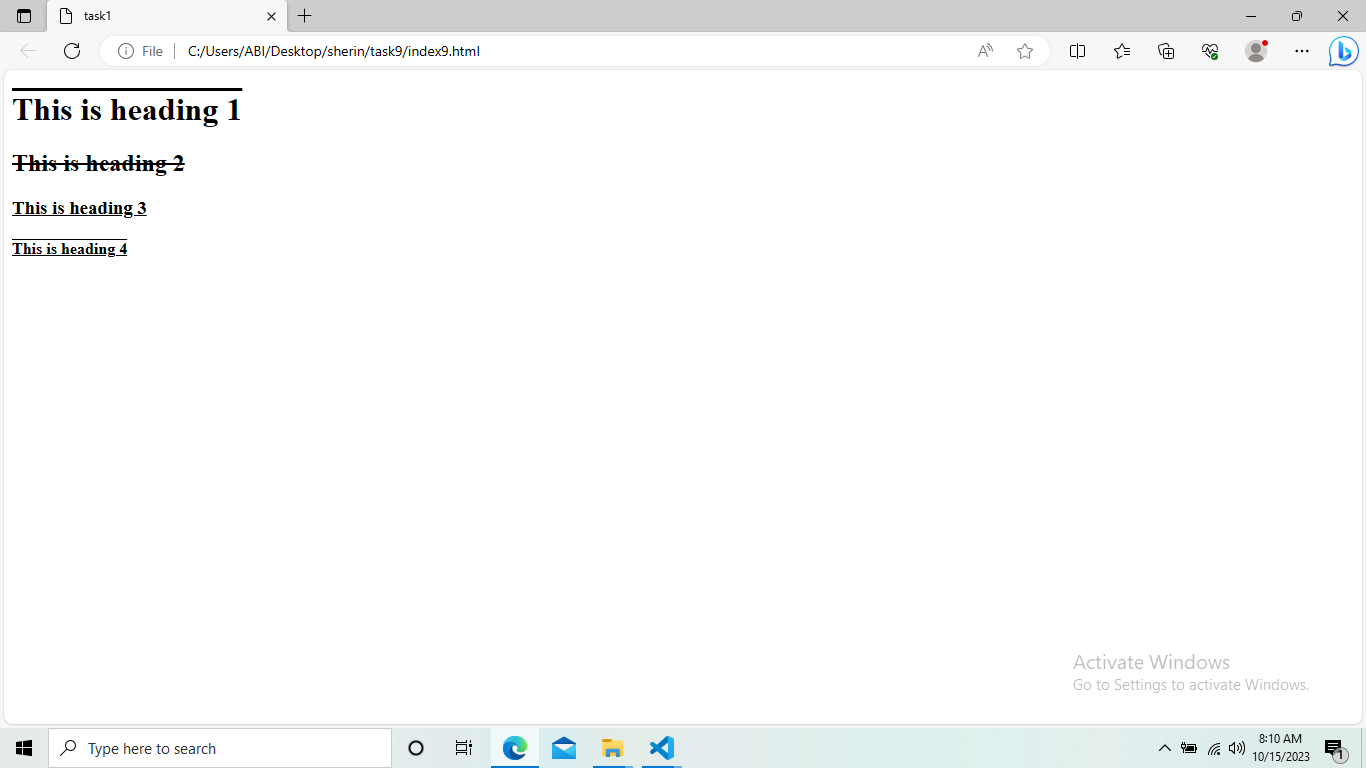 task1
File C:/Users/ABI/Desktop/sherin/task9/index9.html
This is heading 1
This is heading 2
This is heading 3
This is heading 4
Activate Windows
Go to Settings to activate Windows.
Type here to search
8:10 AM
10/15/2023
1